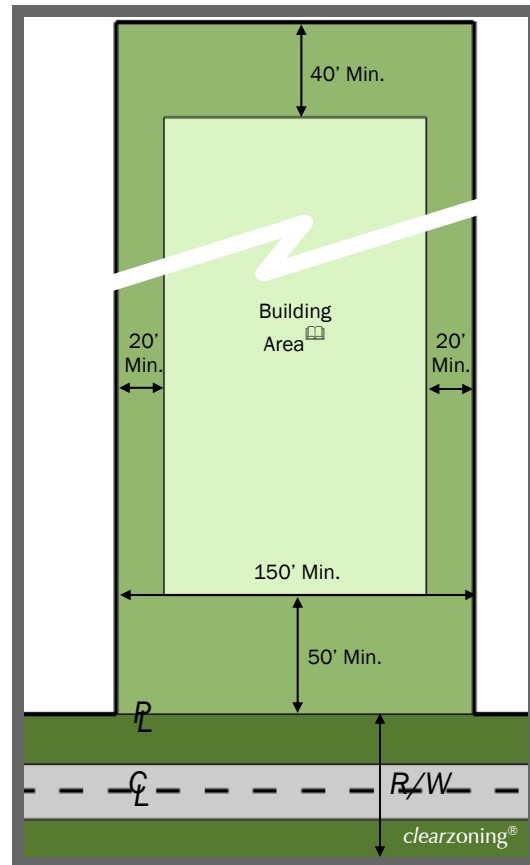 40’ Min.
Building
Area
20’
Min.
20’
Min.
150’ Min.
50’ Min.
PL
CL
R/W
clearzoning®